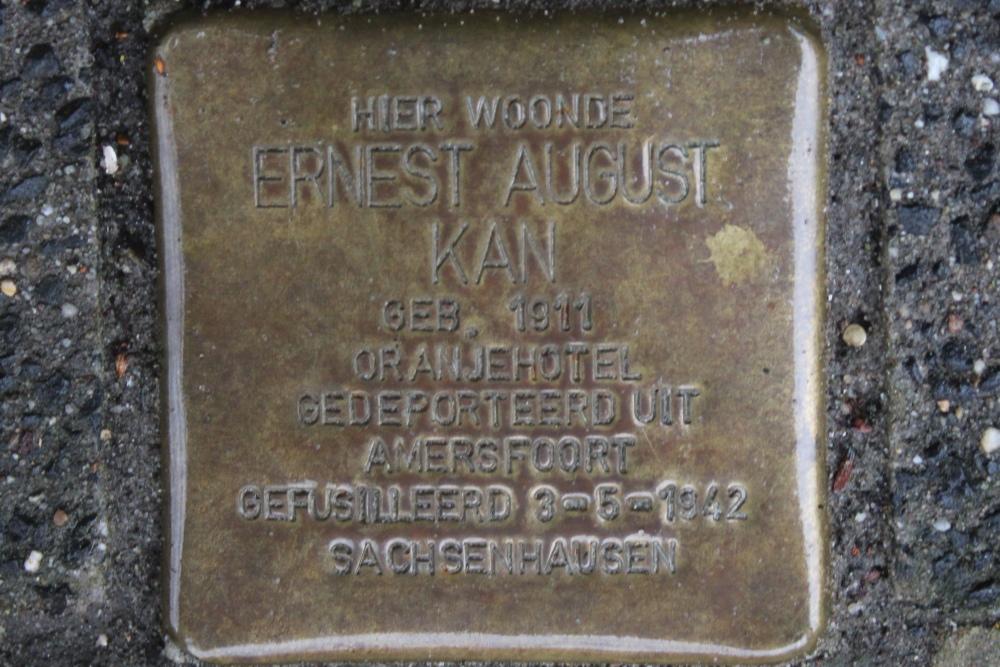 HIER WOONDE
ERNEST AUGUST
KAN
GEB. 1911
ORANJEHOTEL
GEDEPORTEERD UIT
AMERSFOORT
GEFUSILLEERD 3-5-1942
SACHSENHAUSEN